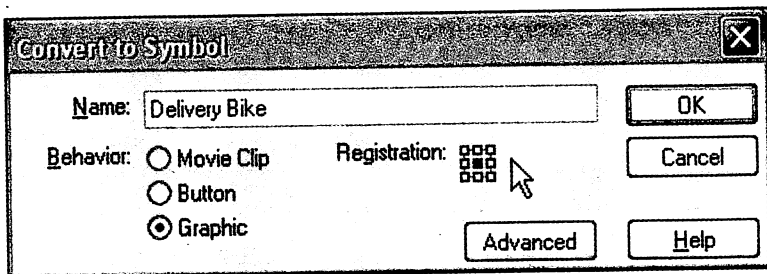 Convert to Symbol
Name: Delivery Bike OK
Behavior: Movie Clip Registration: Cancel
Button
Graphic Advanced Help